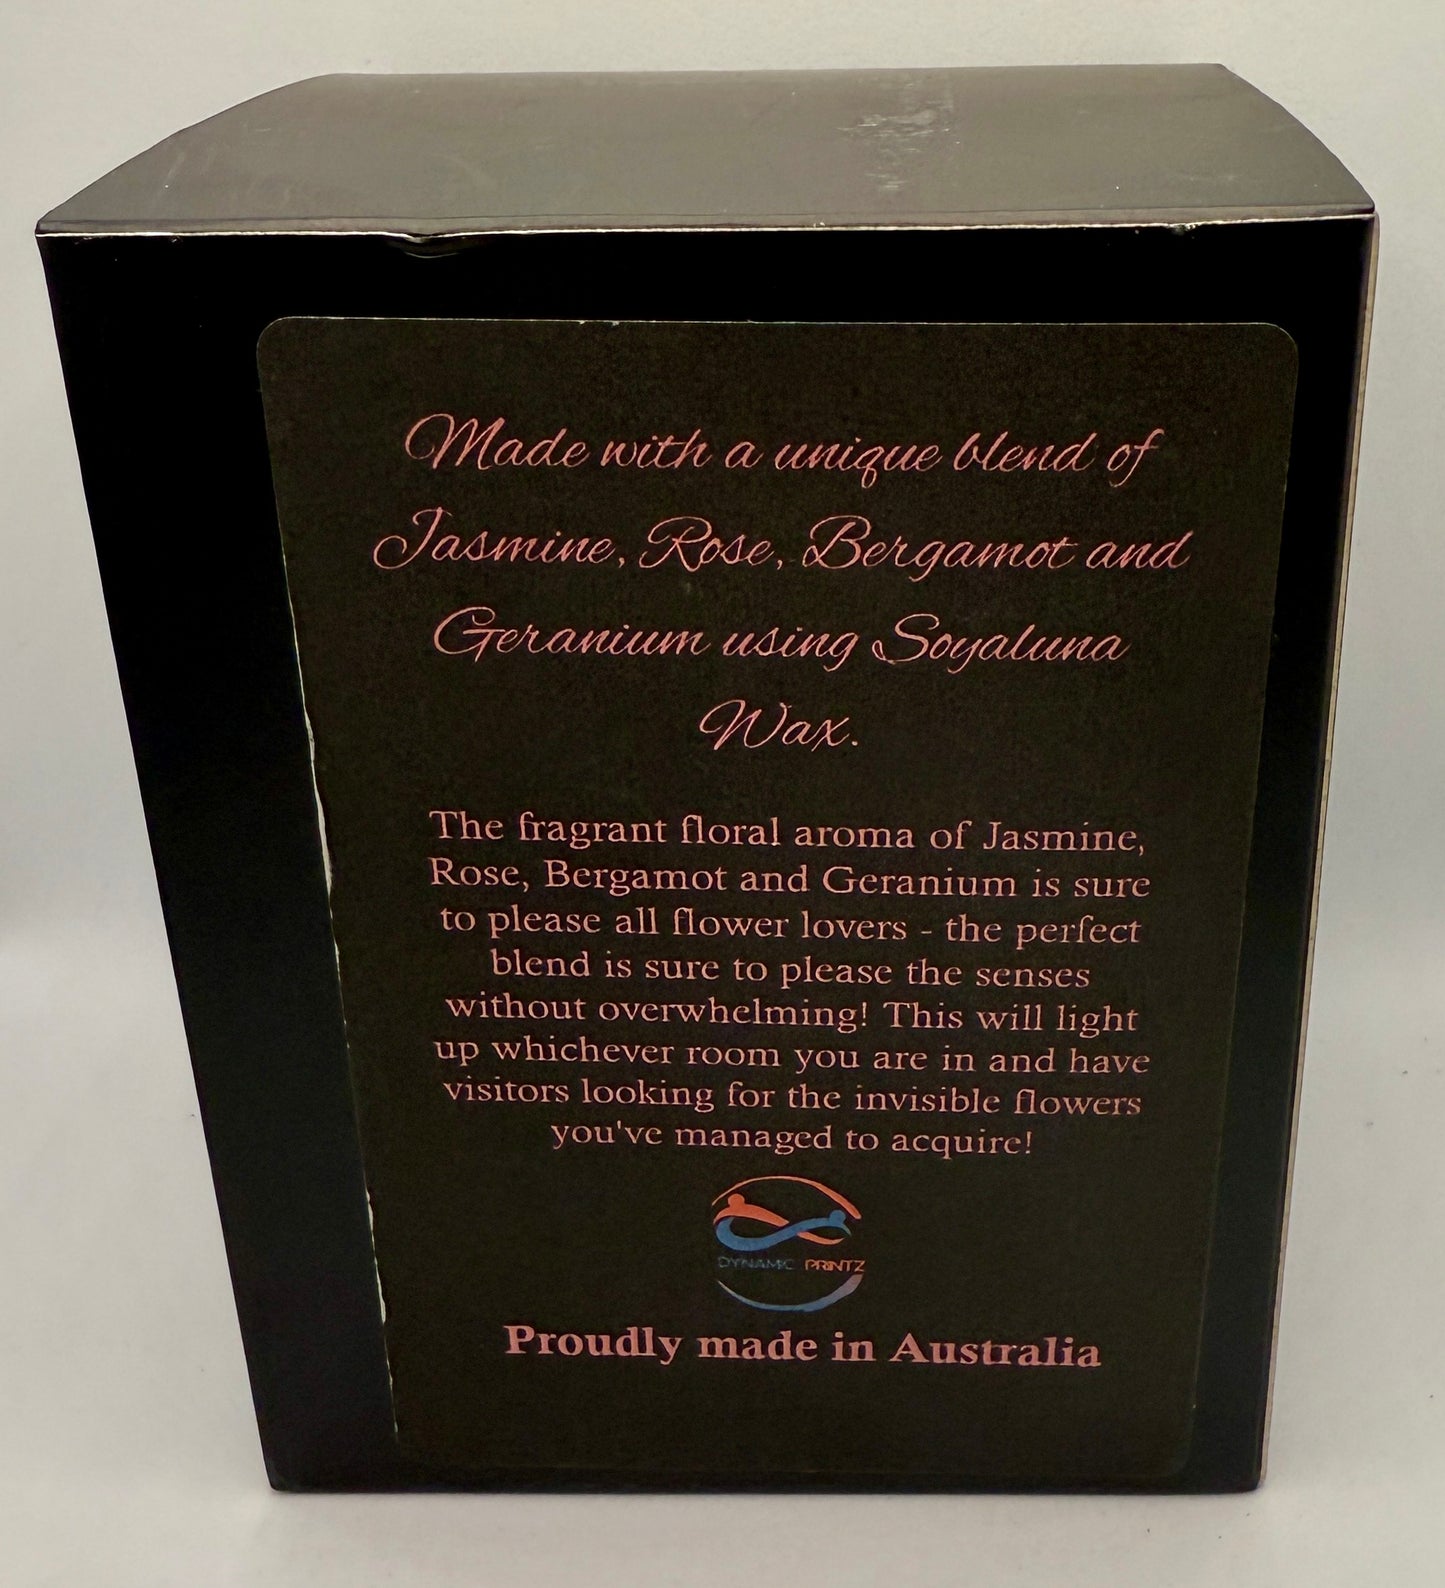 Made with a unique blend of
Jasmine, Rose, Bergamot and
Geranium using Soyaluna
Wax.
The fragrant floral aroma of Jasmine,
Rose, Bergamot and Geranium is sure
to please all flower lovers - the perfect
blend is sure to please the senses
without overwhelming! This will light
up whichever room you are in and have
visitors looking for the invisible flowers
you've managed to acquire!
DYNAMIC PRINTZ
Proudly made in Australia